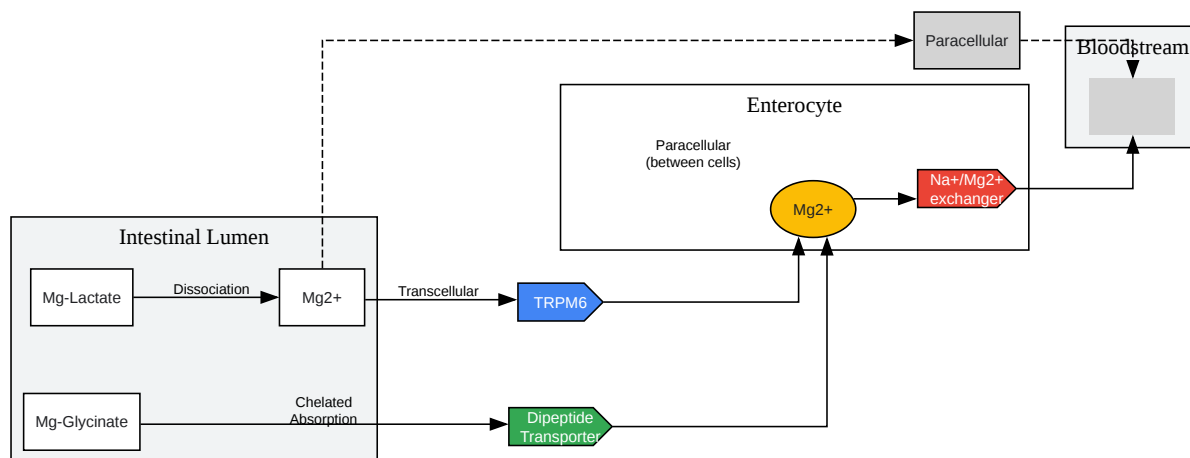 Paracellular
Bloodstream
Enterocyte
Paracellular
(between cells)
Na+/Mg2+
exchanger
Mg2+
Intestinal Lumen
Mg-Lactate
Dissociation
Mg2+
Transcellular
TRPM6
Mg-Glycinate
Chelated
Absorption
Dipeptide
Transporter